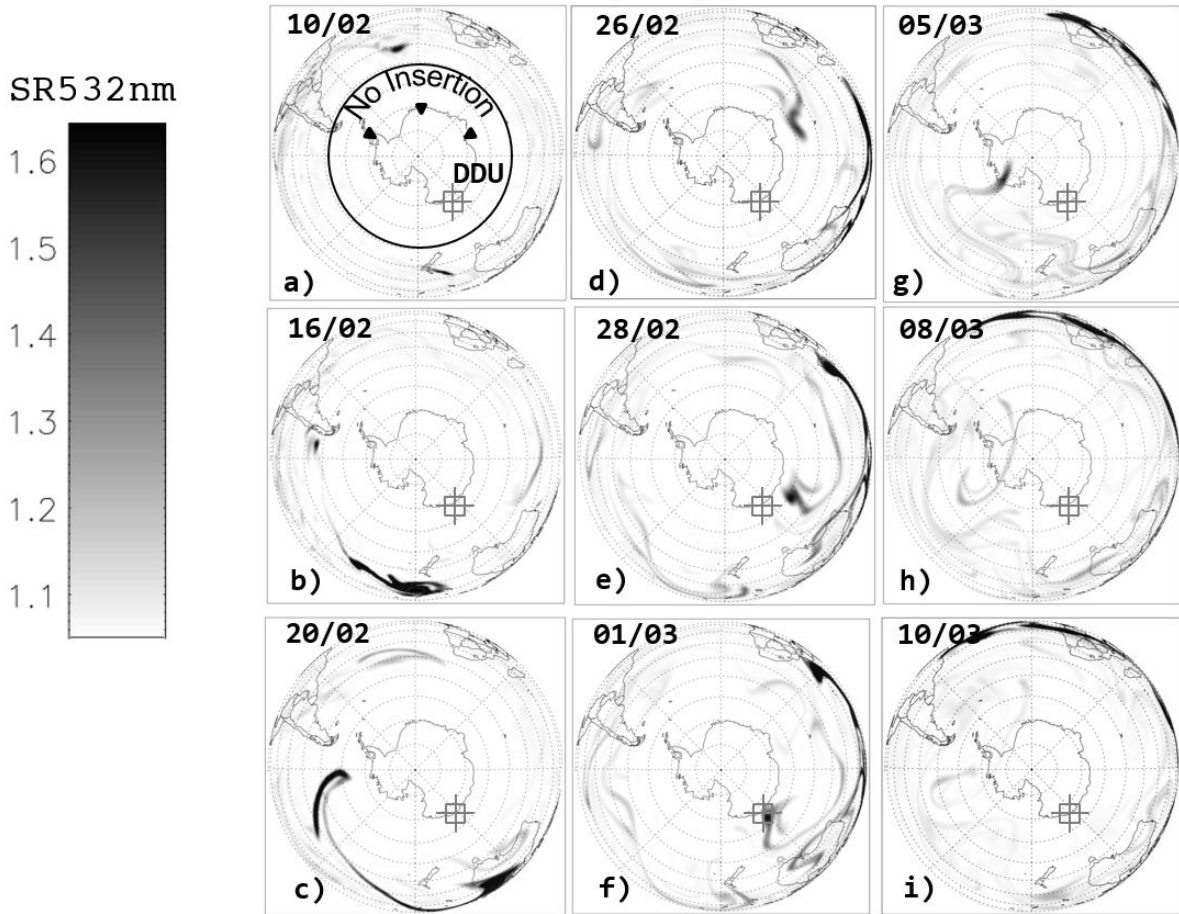 SR532nm
1.6
1.5
1.4
1.3
1.2
1.1
10/02
No Insertion
DDU
a)
26/02
d)
05/03
g)
16/02
b)
28/02
e)
08/03
h)
20/02
c)
01/03
f)
10/03
i)